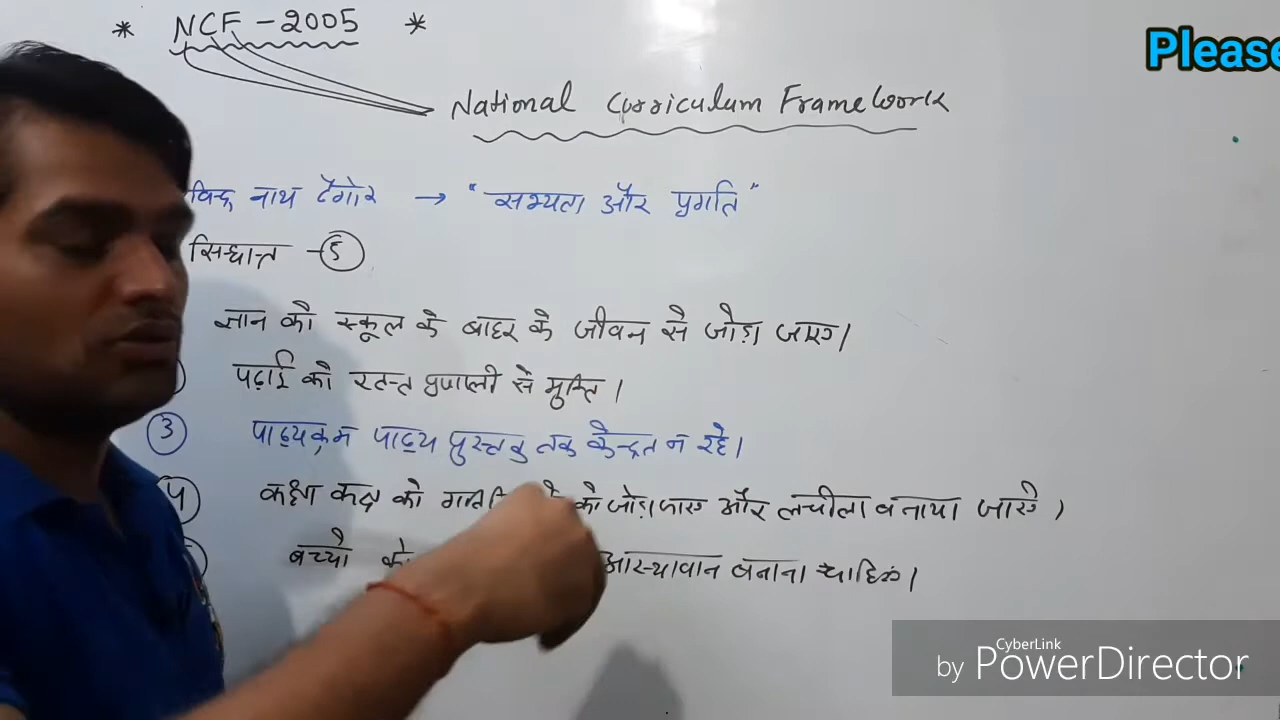 * NCF - 2005 *
Please
National Curriculum Framework
विन्द्र नाथ टैगोर → "सभ्यता और प्रगति"
सिध्धान्त - 5
ज्ञान को स्कूल के बाहर के जीवन से जोड़ा जाए।
पढ़ाई को रटन्त प्रणाली से मुक्ति।
3 पाठ्यक्रम पाठ्य पुस्तक तक केन्द्रत न रहे।
4 कक्षा कक्ष को को जोड़ा जाए और लचीला बनाया जाऐ।
बच्चो को आस्थावान बनाना चाहिए।
CyberLink
by PowerDirector